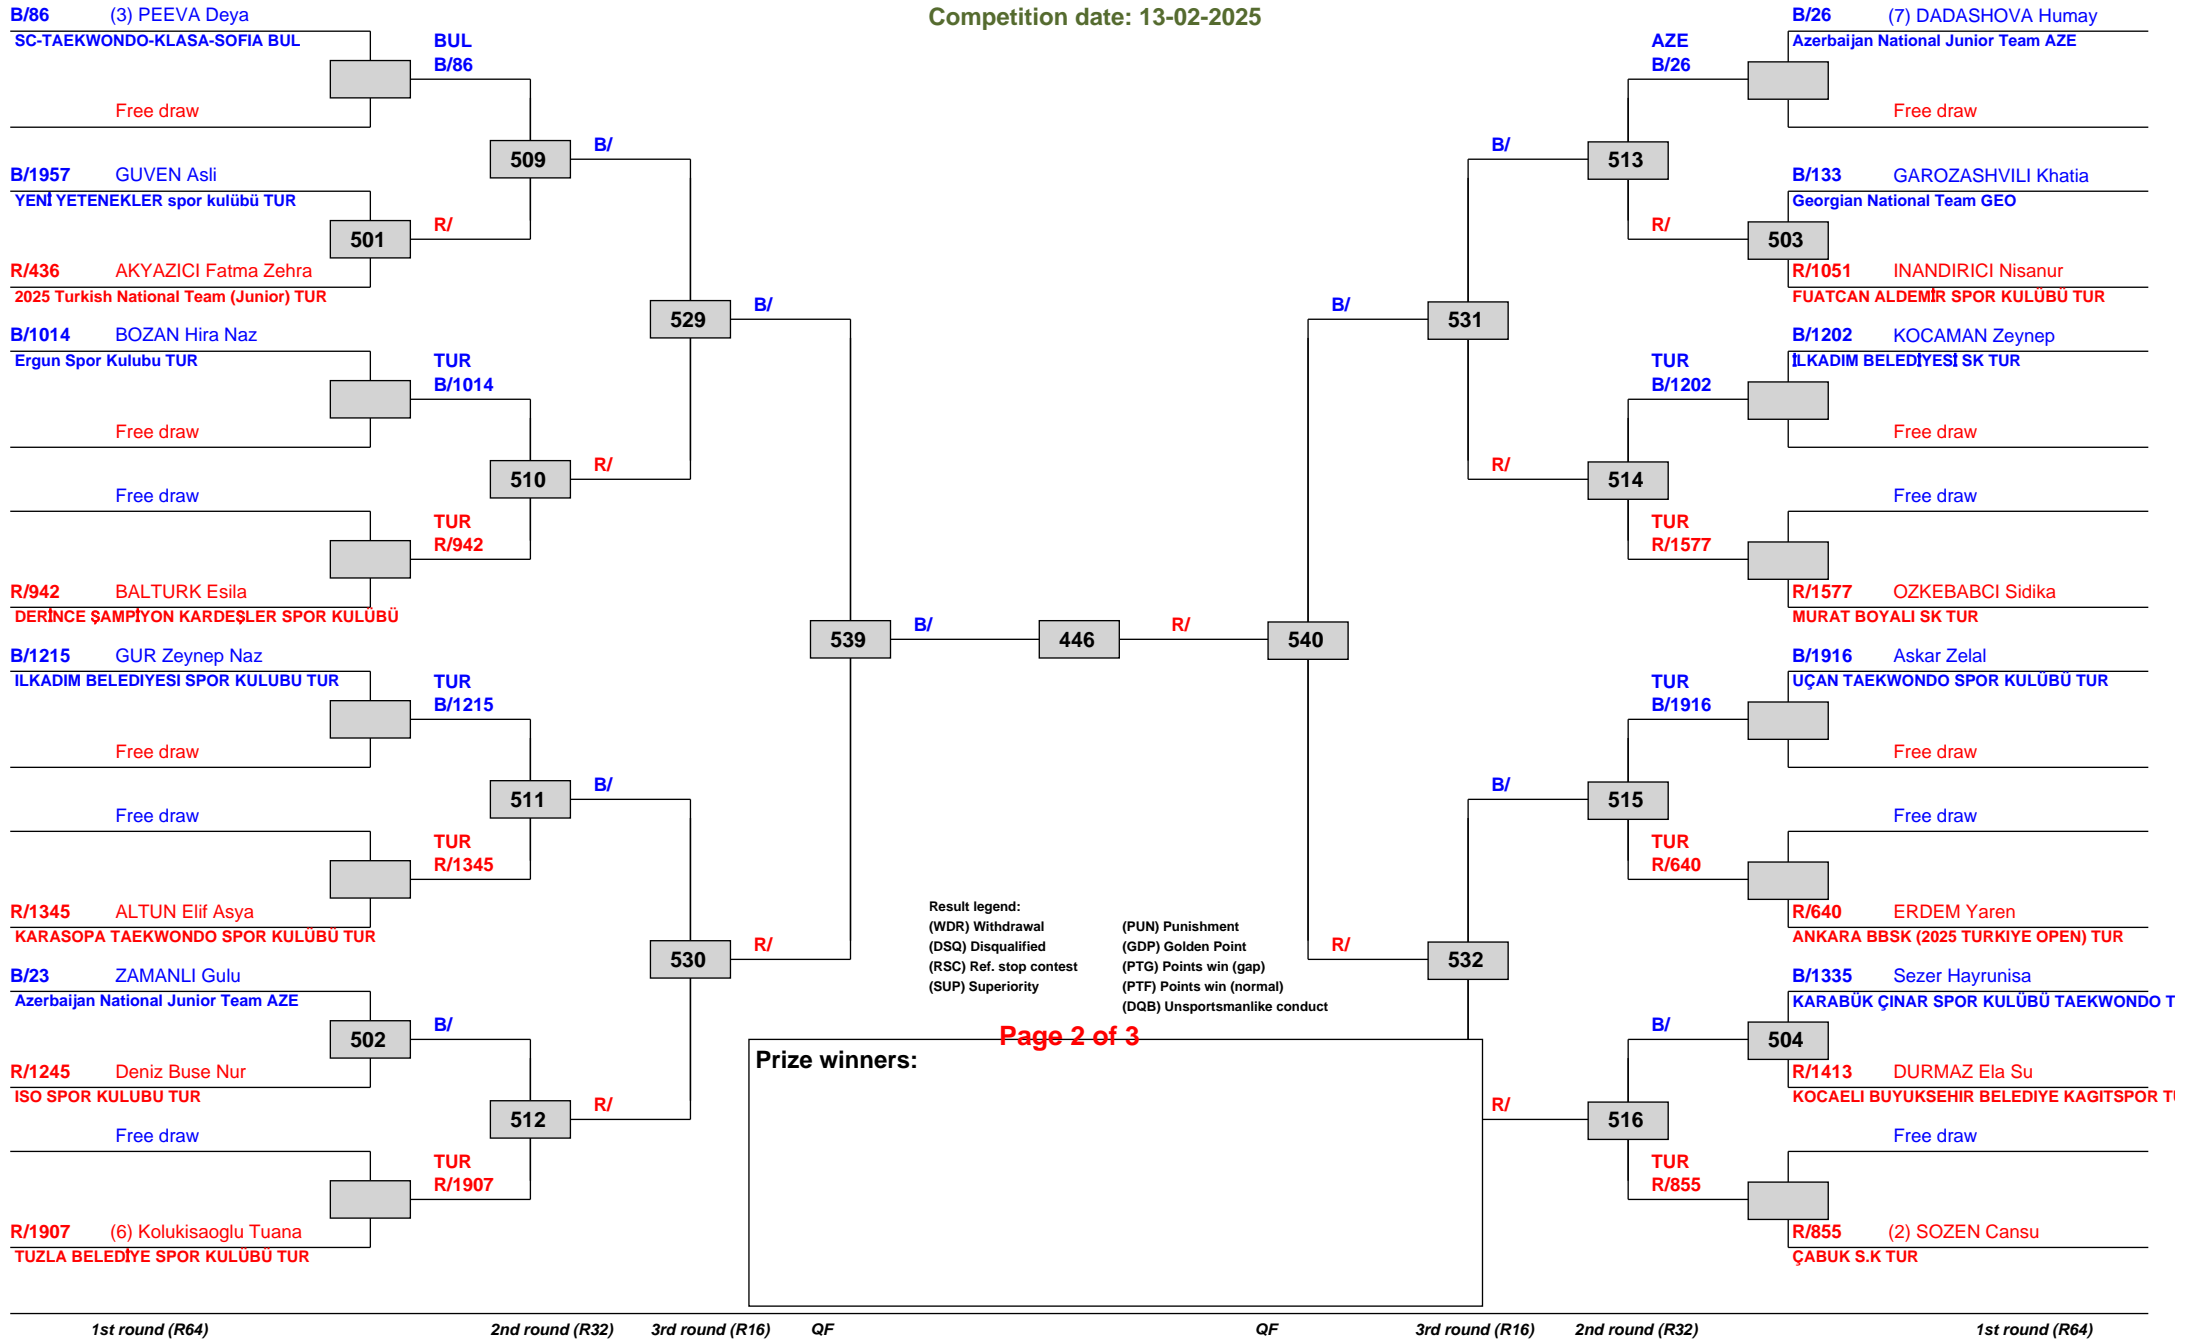 Competition date: 13-02-2025
B/86 (3) PEEVA Deya
SC-TAEKWONDO-KLASA-SOFIA BUL
BUL
B/86
Free draw
509
B/
B/1957 GUVEN Asli
YENİ YETENEKLER spor kulübü TUR
501
R/
R/436 AKYAZICI Fatma Zehra
2025 Turkish National Team (Junior) TUR
529
B/
B/1014 BOZAN Hira Naz
Ergun Spor Kulubu TUR
TUR
B/1014
Free draw
510
R/
Free draw
TUR
R/942
R/942 BALTURK Esila
DERİNCE ŞAMPİYON KARDEŞLER SPOR KULÜBÜ
539
B/
446
R/
540
B/1215 GUR Zeynep Naz
ILKADIM BELEDIYESI SPOR KULUBU TUR
TUR
B/1215
Free draw
511
B/
Free draw
TUR
R/1345
R/1345 ALTUN Elif Asya
KARASOPA TAEKWONDO SPOR KULÜBÜ TUR
530
R/
B/23 ZAMANLI Gulu
Azerbaijan National Junior Team AZE
502
B/
R/1245 Deniz Buse Nur
ISO SPOR KULUBU TUR
512
R/
Free draw
TUR
R/1907
R/1907 (6) Kolukisaoglu Tuana
TUZLA BELEDİYE SPOR KULÜBÜ TUR
B/26 (7) DADASHOVA Humay
Azerbaijan National Junior Team AZE
AZE
B/26
Free draw
B/
513
B/133 GAROZASHVILI Khatia
Georgian National Team GEO
R/
503
R/1051 INANDIRICI Nisanur
FUATCAN ALDEMİR SPOR KULÜBÜ TUR
B/
531
B/1202 KOCAMAN Zeynep
İLKADIM BELEDİYESİ SK TUR
TUR
B/1202
Free draw
R/
514
Free draw
TUR
R/1577
R/1577 OZKEBABCI Sidika
MURAT BOYALI SK TUR
B/1916 Askar Zelal
UÇAN TAEKWONDO SPOR KULÜBÜ TUR
TUR
B/1916
Free draw
B/
515
Free draw
TUR
R/640
R/640 ERDEM Yaren
ANKARA BBSK (2025 TURKIYE OPEN) TUR
R/
532
B/1335 Sezer Hayrunisa
KARABÜK ÇINAR SPOR KULÜBÜ TAEKWONDO T
B/
504
R/1413 DURMAZ Ela Su
KOCAELI BUYUKSEHIR BELEDIYE KAGITSPOR
R/
516
Free draw
TUR
R/855
R/855 (2) SOZEN Cansu
ÇABUK S.K TUR
Result legend:
(WDR) Withdrawal (PUN) Punishment
(DSQ) Disqualified (GDP) Golden Point
(RSC) Ref. stop contest (PTG) Points win (gap)
(SUP) Superiority (PTF) Points win (normal)
(DQB) Unsportsmanlike conduct
Page 2 of 3
Prize winners:
1st round (R64) 2nd round (R32) 3rd round (R16) QF QF 3rd round (R16) 2nd round (R32) 1st round (R64)